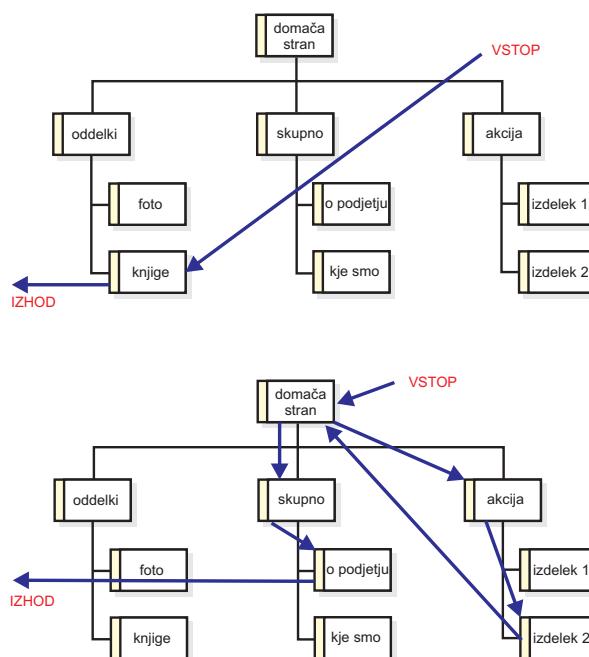 domača
stran
VSTOP
oddelki
skupno
akcija
foto
o podjetju
izdelek 1
knjige
kje smo
izdelek 2
IZHOD
domača
stran
VSTOP
oddelki
skupno
akcija
foto
o podjetju
izdelek 1
IZHOD
knjige
kje smo
izdelek 2